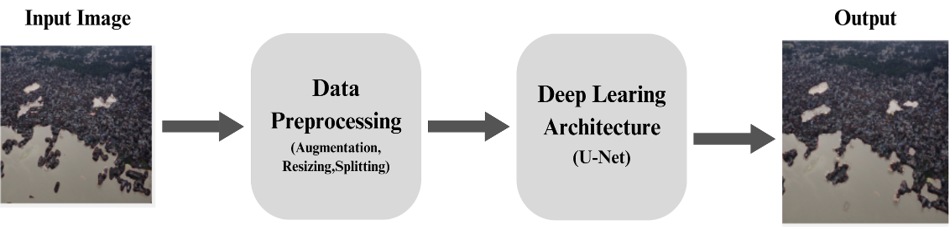 Input Image
Data
Preprocessing
(Augmentation,
Resizing,Splitting)
Deep Learing
Architecture
(U-Net)
Output